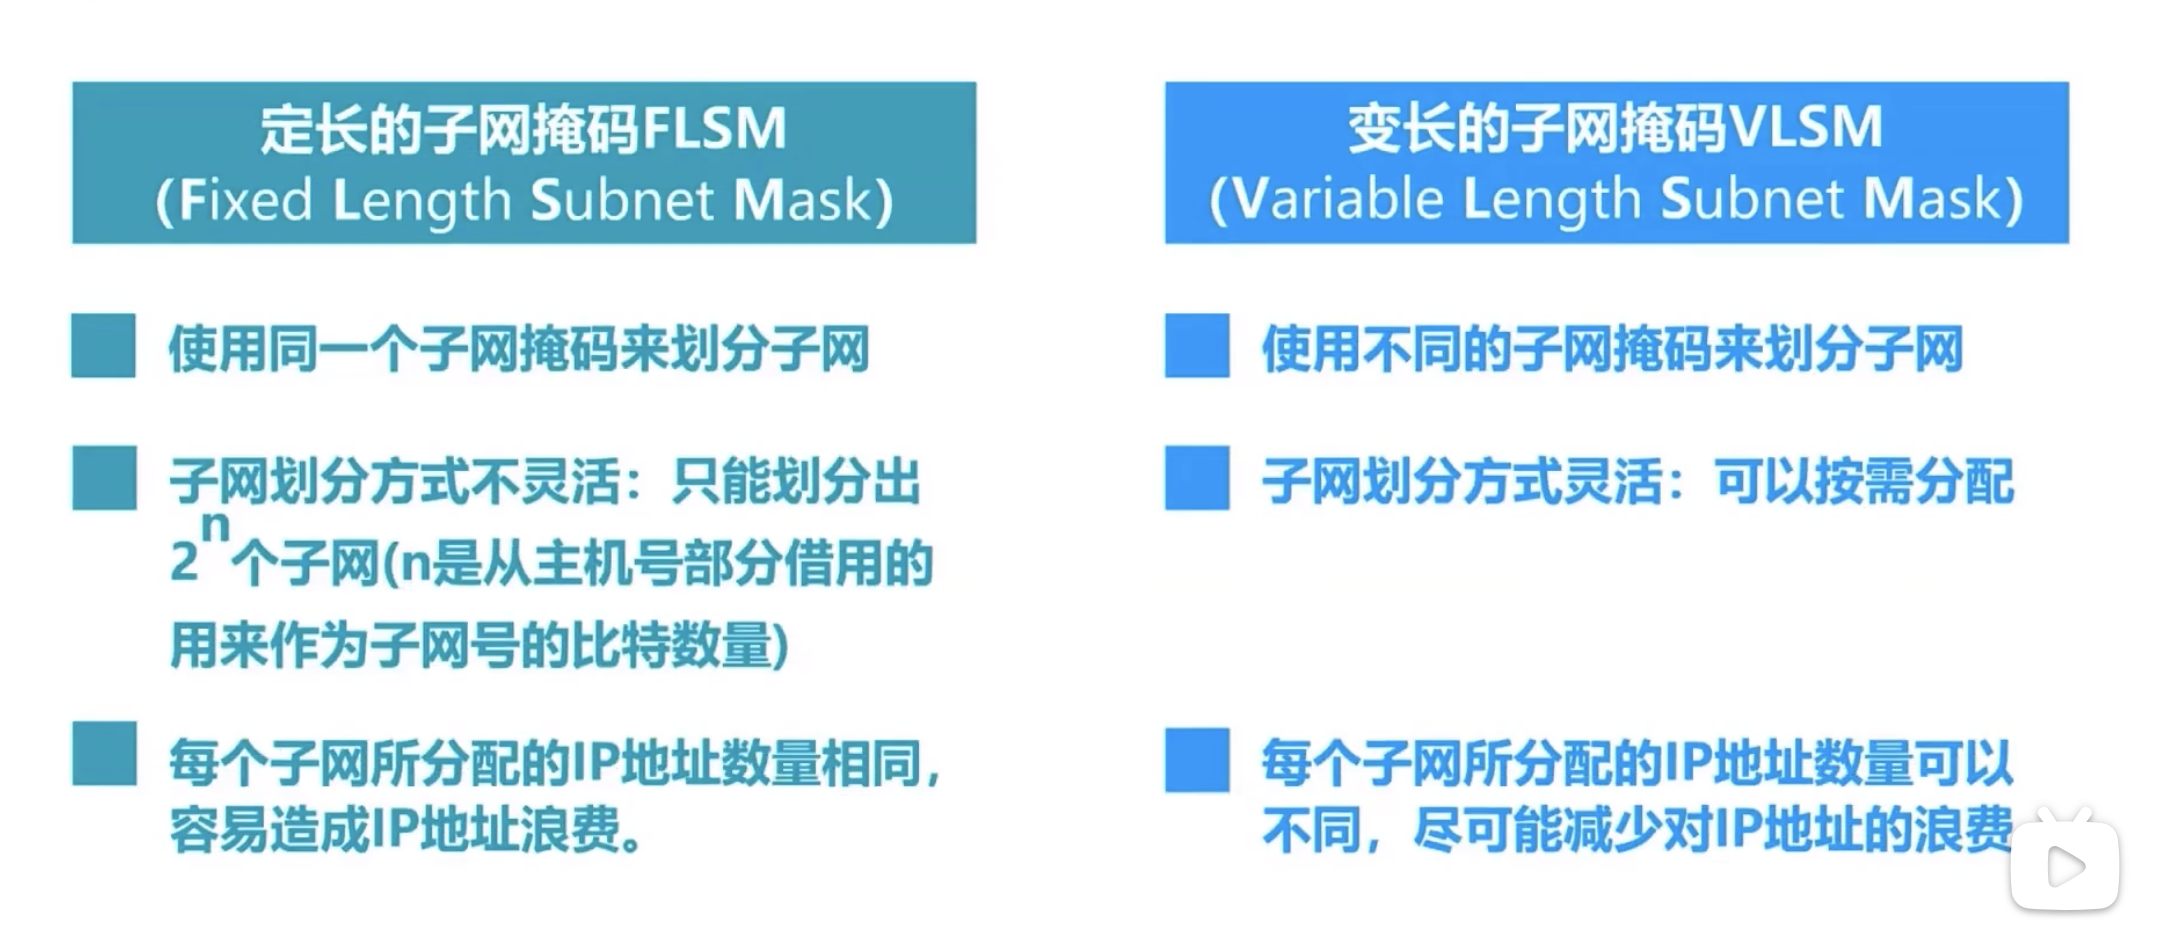 定长的子网掩码FLSM
(Fixed Length Subnet Mask)
使用同一个子网掩码来划分子网
子网划分方式不灵活：只能划分出
2ⁿ个子网(n是从主机号部分借用的
用来作为子网号的比特数量)
每个子网所分配的IP地址数量相同，
容易造成IP地址浪费。
变长的子网掩码VLSM
(Variable Length Subnet Mask)
使用不同的子网掩码来划分子网
子网划分方式灵活：可以按需分配
每个子网所分配的IP地址数量可以
不同，尽可能减少对IP地址的浪费